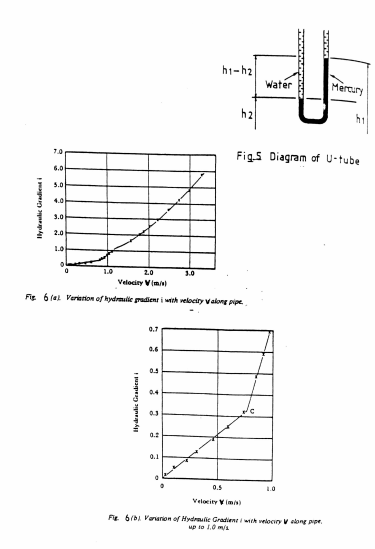 h1-h2
Water
Mercury
h2
h1
Fig.5 Diagram of U-tube
7.0
6.0
5.0
4.0
3.0
2.0
1.0
0
Hydraulic Gradient i
0 1.0 2.0 3.0
Velocity V (m/s)
Fig. 6(a). Variation of hydraulic gradient i with velocity V along pipe.
0.7
0.6
0.5
0.4
0.3
0.2
0.1
0
Hydraulic Gradient i
C
0 0.5 1.0
Velocity V (m/s)
Fig. 6(b). Variation of Hydraulic Gradient i with velocity V along pipe,
up to 1.0 m/s.